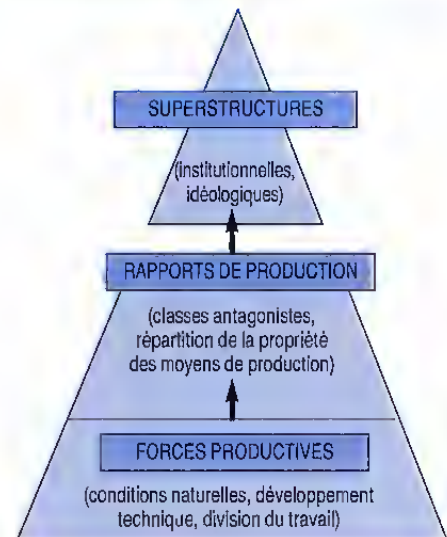 SUPERSTRUCTURES
(institutionnelles,
idéologiques)
RAPPORTS DE PRODUCTION
(classes antagonistes,
répartition de la propriété
des moyens de production)
FORCES PRODUCTIVES
(conditions naturelles, développement
technique, division du travail)